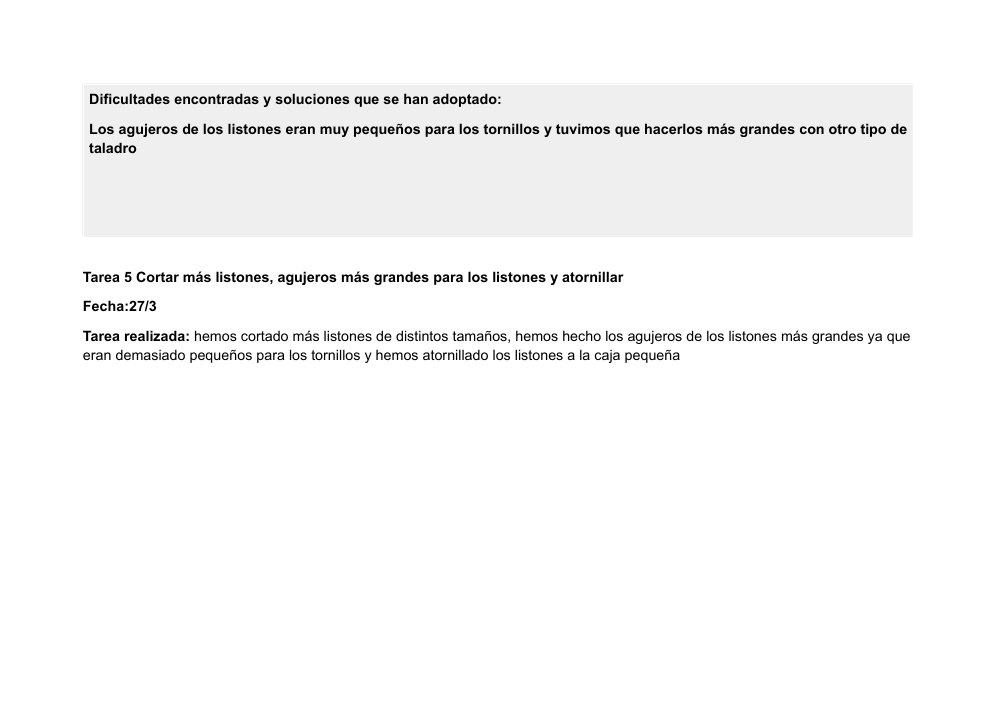 Dificultades encontradas y soluciones que se han adoptado:
Los agujeros de los listones eran muy pequeños para los tornillos y tuvimos que hacerlos más grandes con otro tipo de
taladro
Tarea 5 Cortar más listones, agujeros más grandes para los listones y atornillar
Fecha:27/3
Tarea realizada: hemos cortado más listones de distintos tamaños, hemos hecho los agujeros de los listones más grandes ya que
eran demasiado pequeños para los tornillos y hemos atornillado los listones a la caja pequeña